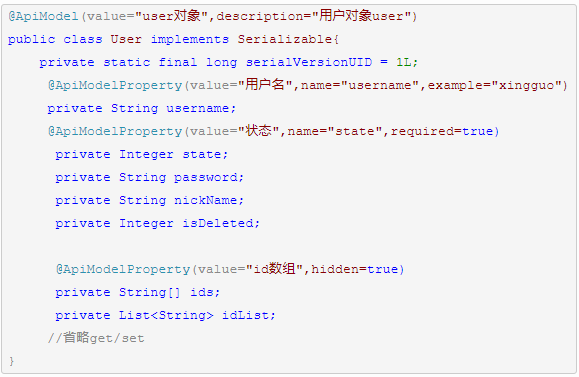 @ApiModel(value="user对象",description="用户对象user")
public class User implements Serializable{
    private static final long serialVersionUID = 1L;
     @ApiModelProperty(value="用户名",name="username",example="xingguo")
     private String username;
     @ApiModelProperty(value="状态",name="state",required=true)
      private Integer state;
      private String password;
      private String nickName;
      private Integer isDeleted;

      @ApiModelProperty(value="id数组",hidden=true)
      private String[] ids;
      private List<String> idList;
     //省略get/set
}